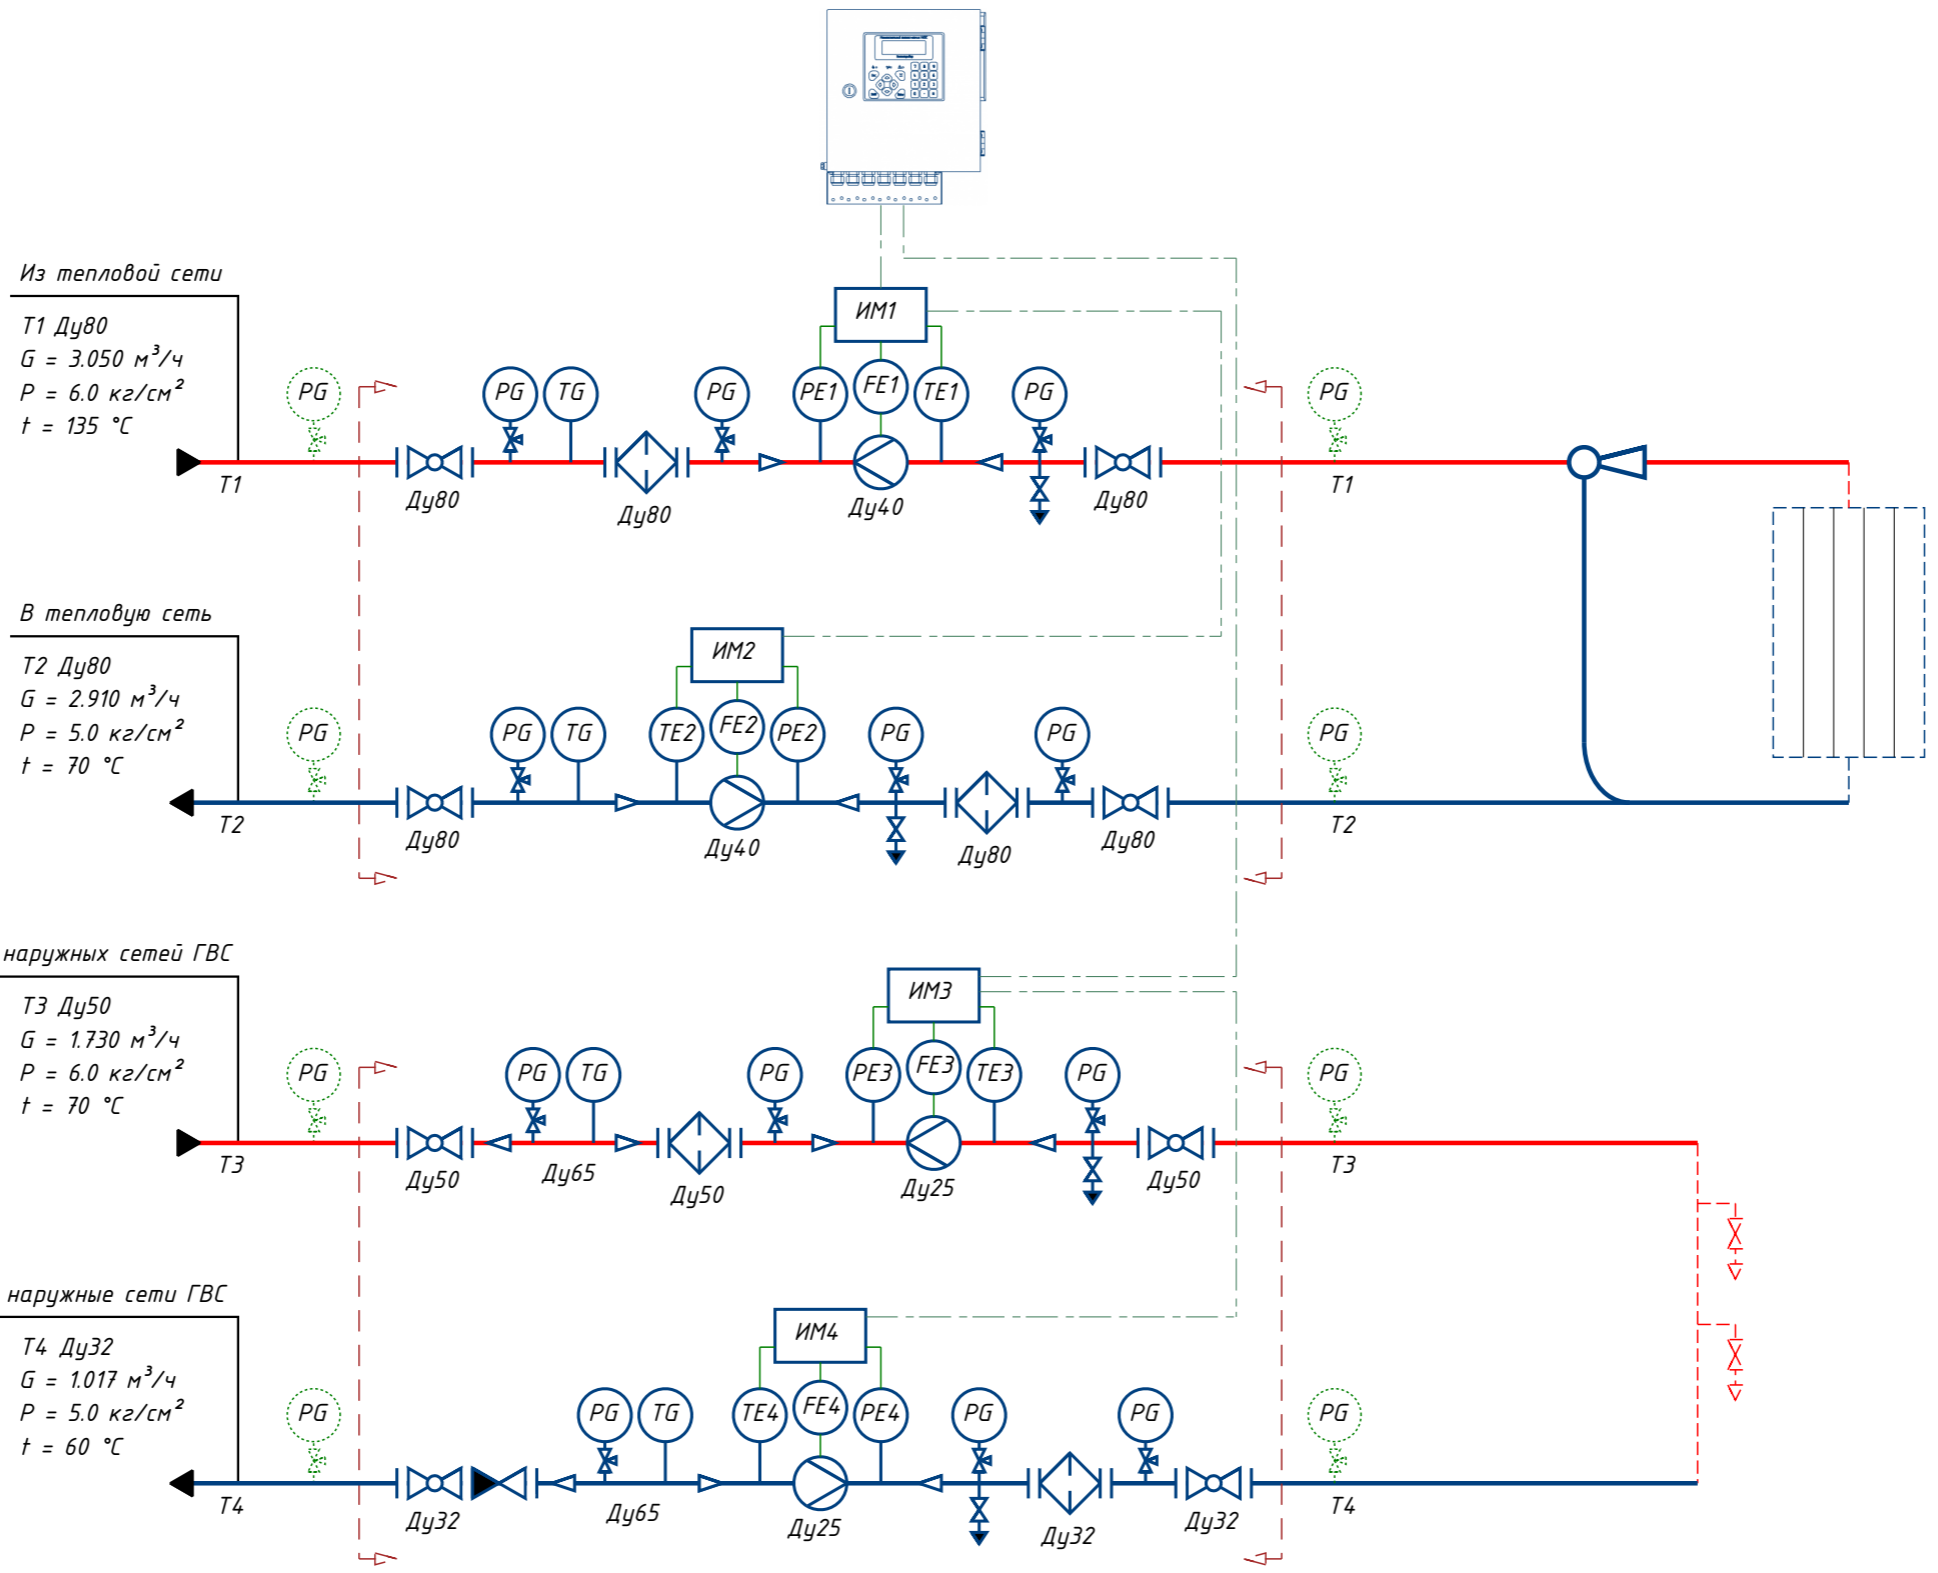 Из тепловой сети
T1 Ду80
G = 3.050 м³/ч
P = 6.0 кг/см²
t = 135 °C
ИМ1
PG
PG
TG
PG
PE1
FE1
TE1
PG
PG
T1
Ду80
Ду80
Ду40
Ду80
T1
В тепловую сеть
T2 Ду80
G = 2.910 м³/ч
P = 5.0 кг/см²
t = 70 °C
ИМ2
PG
PG
TG
TE2
FE2
PE2
PG
PG
PG
T2
Ду80
Ду40
Ду80
Ду80
T2
наружных сетей ГВС
T3 Ду50
G = 1.730 м³/ч
P = 6.0 кг/см²
t = 70 °C
ИМ3
PG
PG
TG
PG
PE3
FE3
TE3
PG
PG
T3
Ду50
Ду65
Ду50
Ду25
Ду50
T3
наружные сети ГВС
T4 Ду32
G = 1.017 м³/ч
P = 5.0 кг/см²
t = 60 °C
ИМ4
PG
PG
TG
TE4
FE4
PE4
PG
PG
PG
T4
Ду32
Ду65
Ду25
Ду32
Ду32
T4